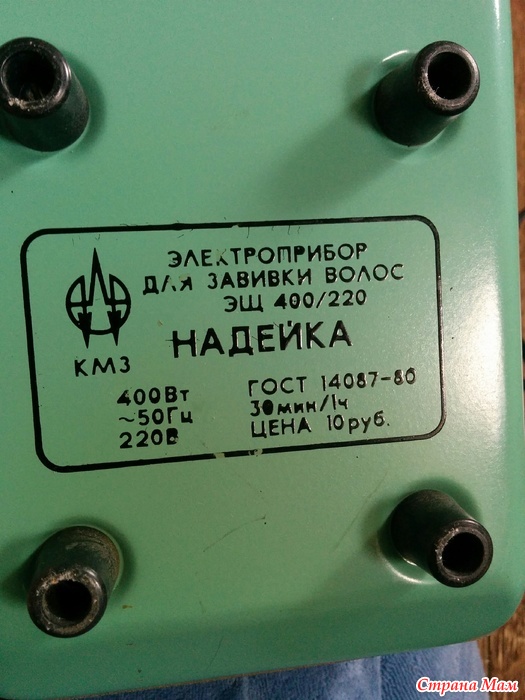 ЭЛЕКТРОПРИБОР
ДЛЯ ЗАВИВКИ ВОЛОС
ЭЩ 400/220
НАДЕЙКА
КМЗ
400Вт
~50Гц
220В
ГОСТ 14087-80
30мин/1ч
ЦЕНА 10руб.
Страна Мам